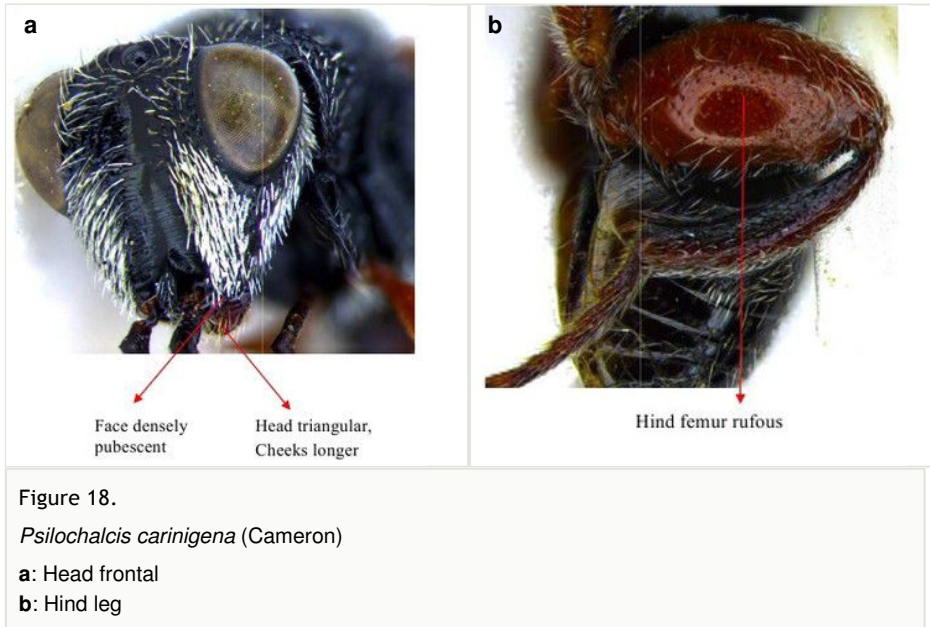 a
b
Face densely
pubescent
Head triangular,
Cheeks longer
Hind femur rufous
Figure 18.
Psilochalcis carinigena (Cameron)
a: Head frontal
b: Hind leg